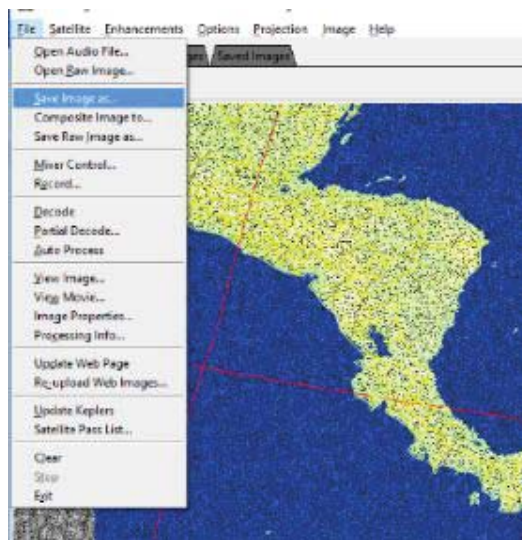 File Satellite Enhancements Options Projection Image Help
Saved Images
Open Audio File...
Open Raw Image...
Save Image as...
Composite Image to...
Save Raw Image as...
Mixer Control...
Record...
Decode
Partial Decode...
Auto Process
View Image...
View Movie...
Image Properties...
Processing Info...
Update Web Page
Re-upload Web Images...
Update Keplers
Satellite Pass List...
Clear
Stop
Exit